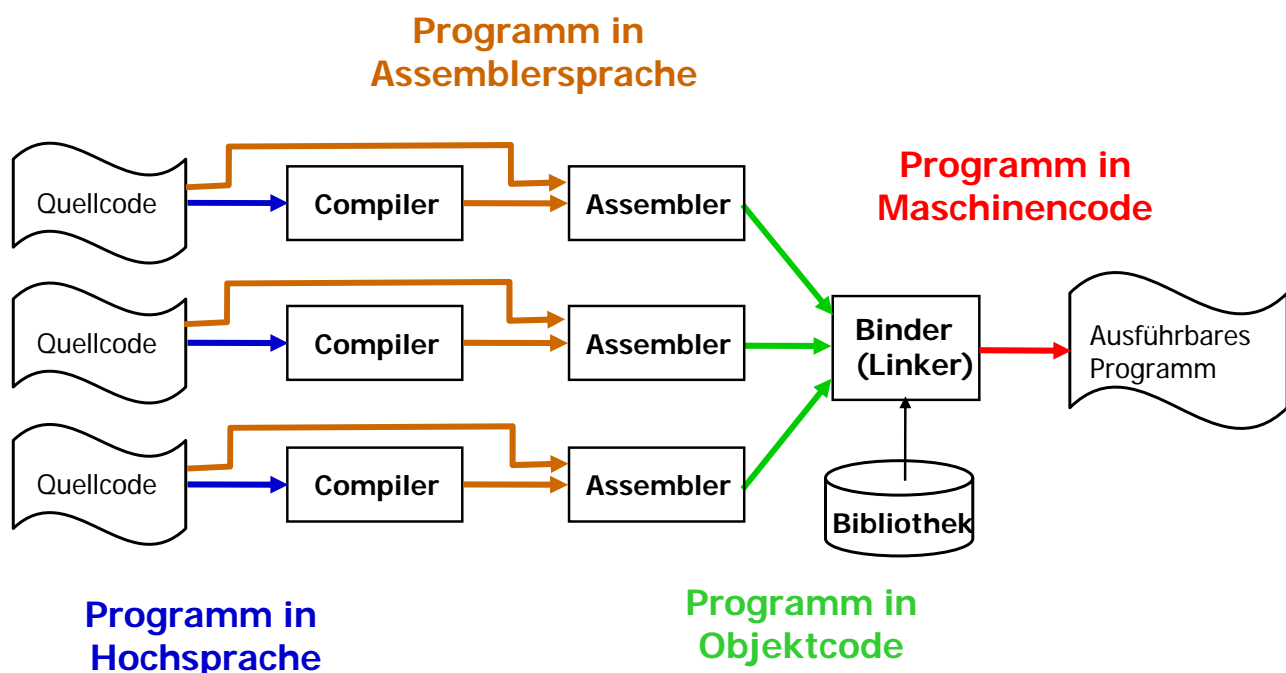 Programm in
Assemblersprache
Quellcode
Compiler
Assembler
Programm in
Maschinencode
Quellcode
Compiler
Assembler
Binder
(Linker)
Ausführbares
Programm
Quellcode
Compiler
Assembler
Bibliothek
Programm in
Hochsprache
Programm in
Objektcode